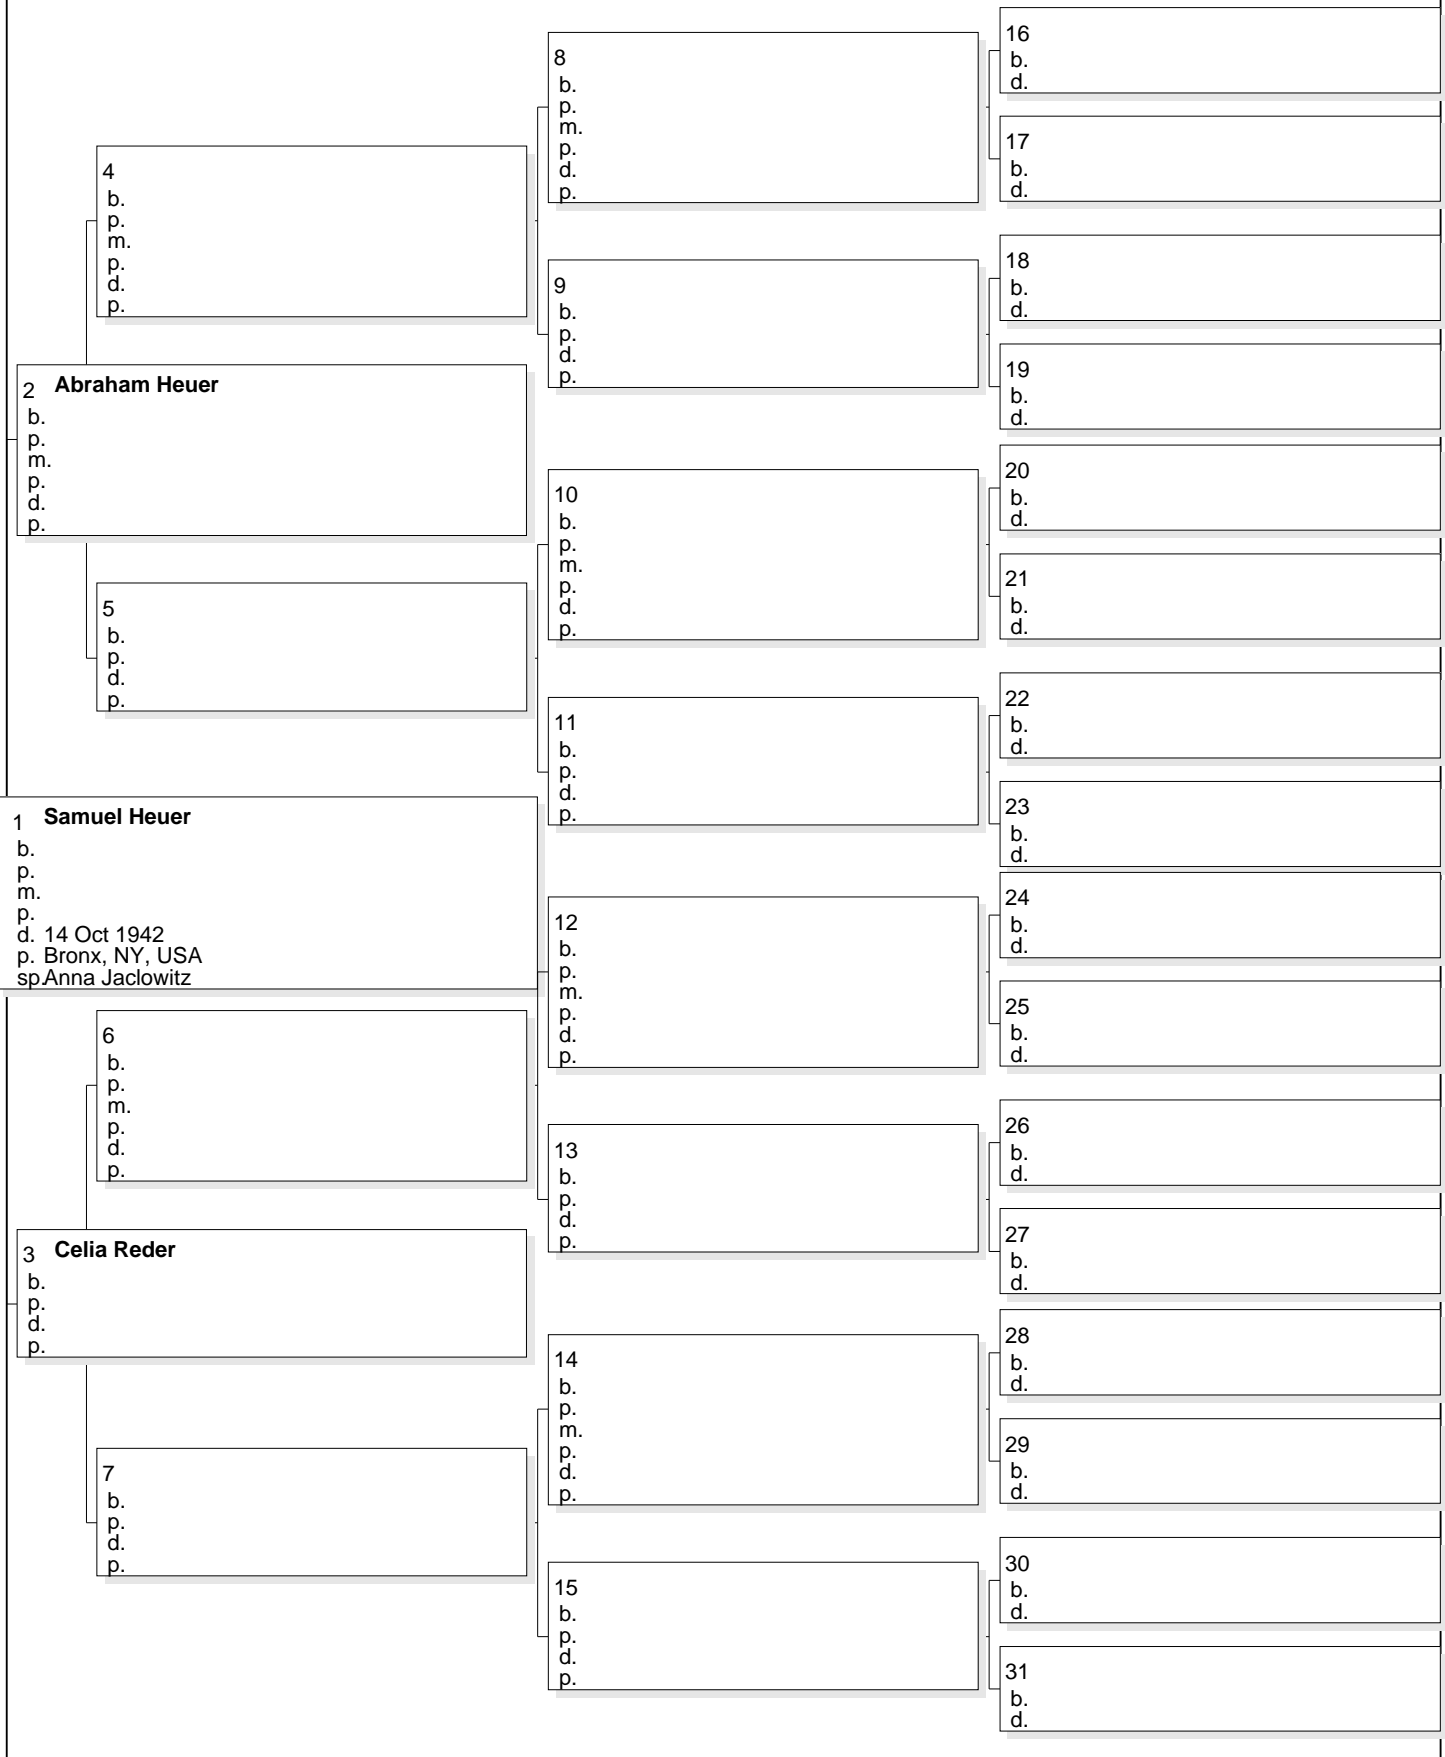 16
b.
d.
8
b.
p.
m.
p.
d.
p.
17
b.
d.
4
b.
p.
m.
p.
d.
p.
18
b.
d.
9
b.
p.
d.
p.
19
b.
d.
2 Abraham Heuer
b.
p.
m.
p.
d.
p.
20
b.
d.
10
b.
p.
m.
p.
d.
p.
21
b.
d.
5
b.
p.
d.
p.
22
b.
d.
11
b.
p.
d.
p.
23
b.
d.
1 Samuel Heuer
b.
p.
m.
p.
d. 14 Oct 1942
p. Bronx, NY, USA
sp.Anna Jaclowitz
24
b.
d.
12
b.
p.
m.
p.
d.
p.
25
b.
d.
6
b.
p.
m.
p.
d.
p.
26
b.
d.
13
b.
p.
d.
p.
27
b.
d.
3 Celia Reder
b.
p.
d.
p.
28
b.
d.
14
b.
p.
m.
p.
d.
p.
29
b.
d.
7
b.
p.
d.
p.
30
b.
d.
15
b.
p.
d.
p.
31
b.
d.